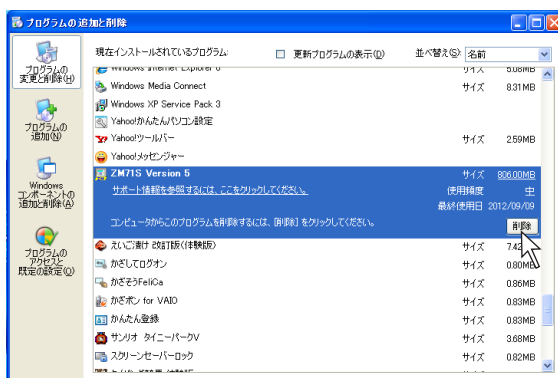 プログラムの追加と削除
プログラムの
変更と削除(H)
プログラムの
追加(N)
Windows
コンポーネントの
追加と削除(A)
プログラムの
アクセスと
既定の設定(O)
現在インストールされているプログラム:
更新プログラムの表示(D)
並べ替え(S): 名前
Windows Internet Explorer 8 サイズ 5.08MB
Windows Media Connect サイズ 8.31MB
Windows XP Service Pack 3
Yahoo!かんたんパソコン設定
Yahoo!ツールバー サイズ 2.59MB
Yahoo!メッセンジャー
ZM71S Version 5 サイズ 806.00MB
サポート情報を参照するには、ここをクリックしてください。 使用頻度 中
最終使用日 2012/09/09
コンピュータからこのプログラムを削除するには、[削除] をクリックしてください。 削除
えいご漬け 改訂版(体験版) サイズ 7.42
かざしてログオン サイズ 0.80MB
かざそうFeliCa サイズ 0.86MB
かざポン for VAIO サイズ 0.83MB
かんたん登録 サイズ 0.83MB
サンリオ タイニーパークV サイズ 3.68MB
スクリーンセーバーロック サイズ 0.82MB